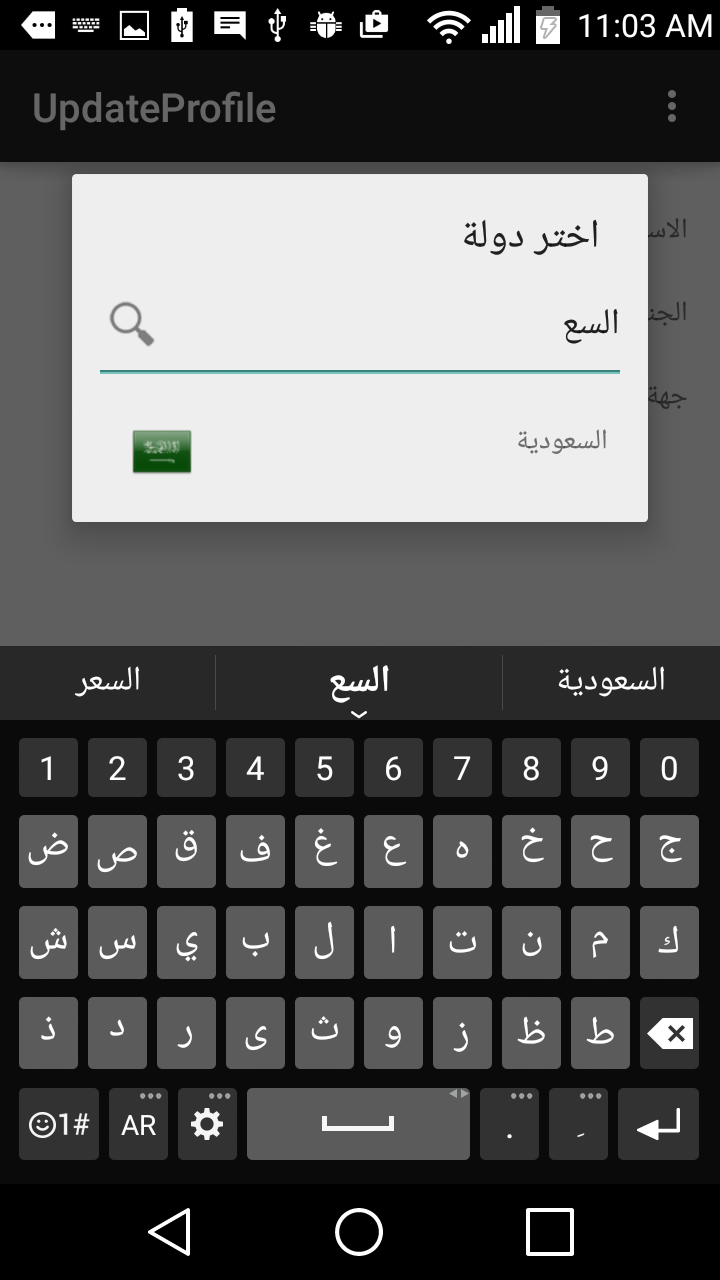 11:03 AM
UpdateProfile
اختر دولة
السع
السعودية
الاس
الجن
جهة
السعر السع السعودية
1 2 3 4 5 6 7 8 9 0
ض ص ق ف غ ع ه خ ح ج
ش س ي ب ل ا ت ن م ك
ذ د ر ى ث و ز ظ ط
1# AR . َ